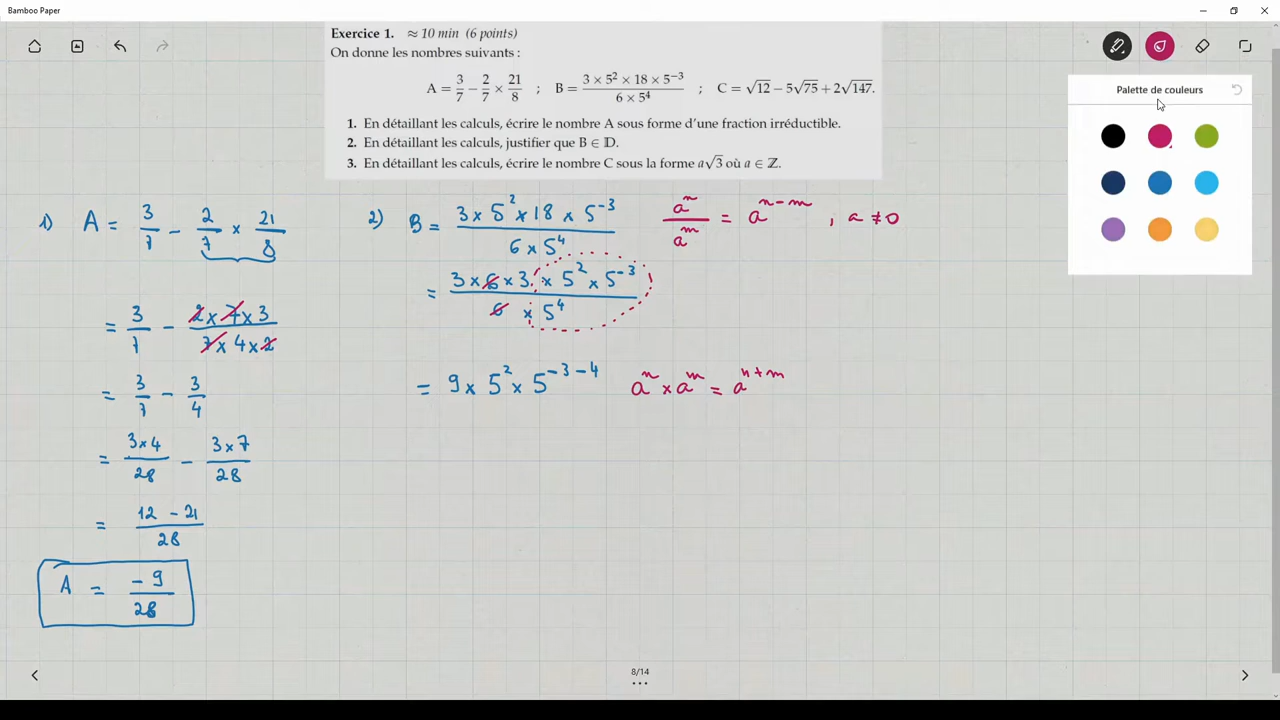 Bamboo Paper
Exercice 1. ≈ 10 min (6 points)
On donne les nombres suivants :
A = 3/7 − 2/7 × 21/8 ; B = (3 × 5² × 18 × 5⁻³)/(6 × 5⁴) ; C = √12 − 5√75 + 2√147.
1. En détaillant les calculs, écrire le nombre A sous forme d'une fraction irréductible.
2. En détaillant les calculs, justifier que B ∈ 𝔻.
3. En détaillant les calculs, écrire le nombre C sous la forme a√3 où a ∈ ℤ.
Palette de couleurs
1) A = 3/7 − 2/7 × 21/8
= 3/7 − (2 × 7 × 3)/(7 × 4 × 2)
= 3/7 − 3/4
= (3×4)/28 − (3×7)/28
= (12 − 21)/28
A = −9/28
2) B = (3 × 5² × 18 × 5⁻³)/(6 × 5⁴)
aⁿ/aᵐ = aⁿ⁻ᵐ , a ≠ 0
= (3 × 6 × 3 × 5² × 5⁻³)/(6 × 5⁴)
= 9 × 5² × 5⁻³⁻⁴
aⁿ × aᵐ = aⁿ⁺ᵐ
8/14